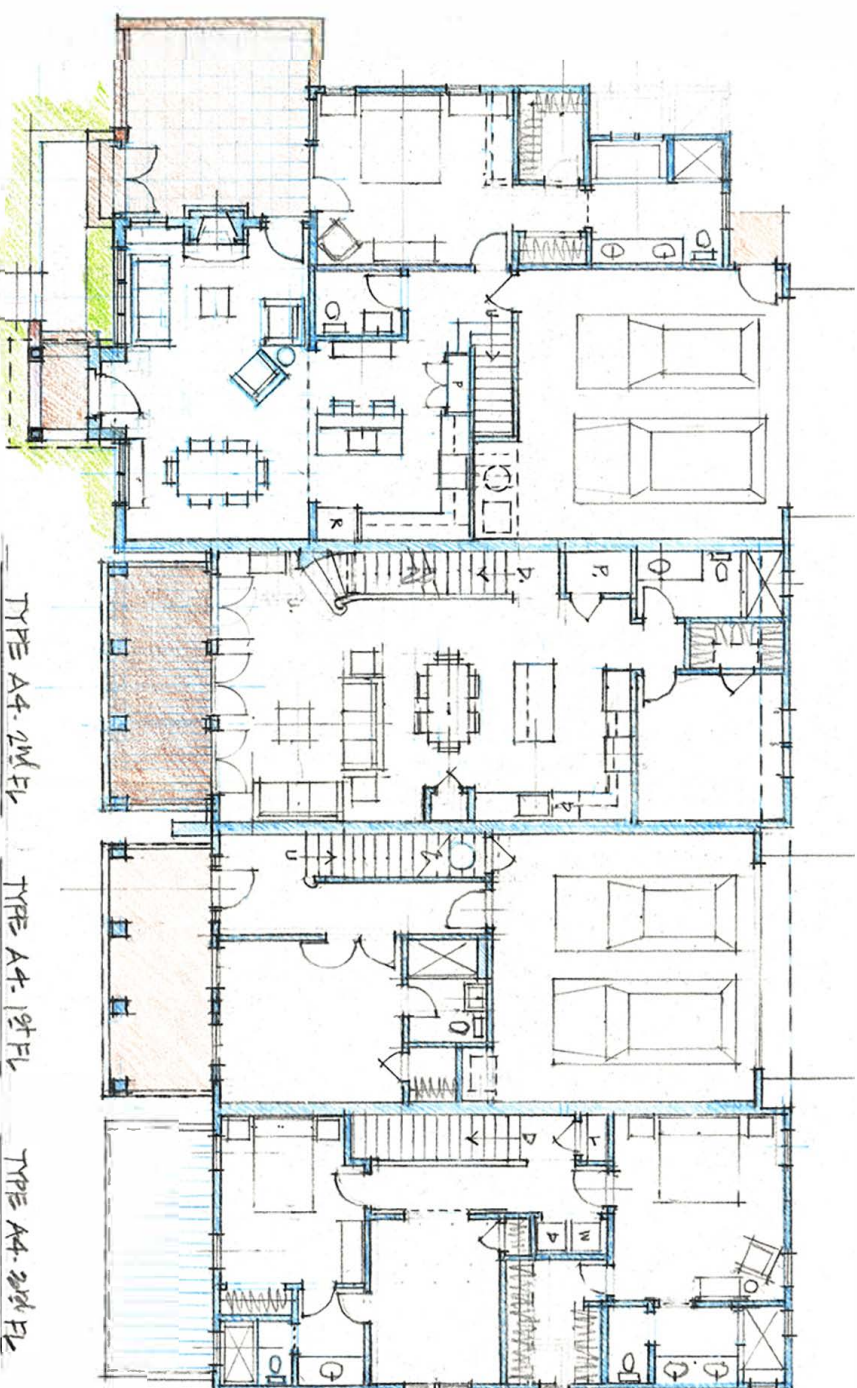 TYPE A4. 2ND FL
TYPE A4. 1ST FL
TYPE A4. 3RD FL
U
P
R
D.
P.
U.
U
D
L
W
D